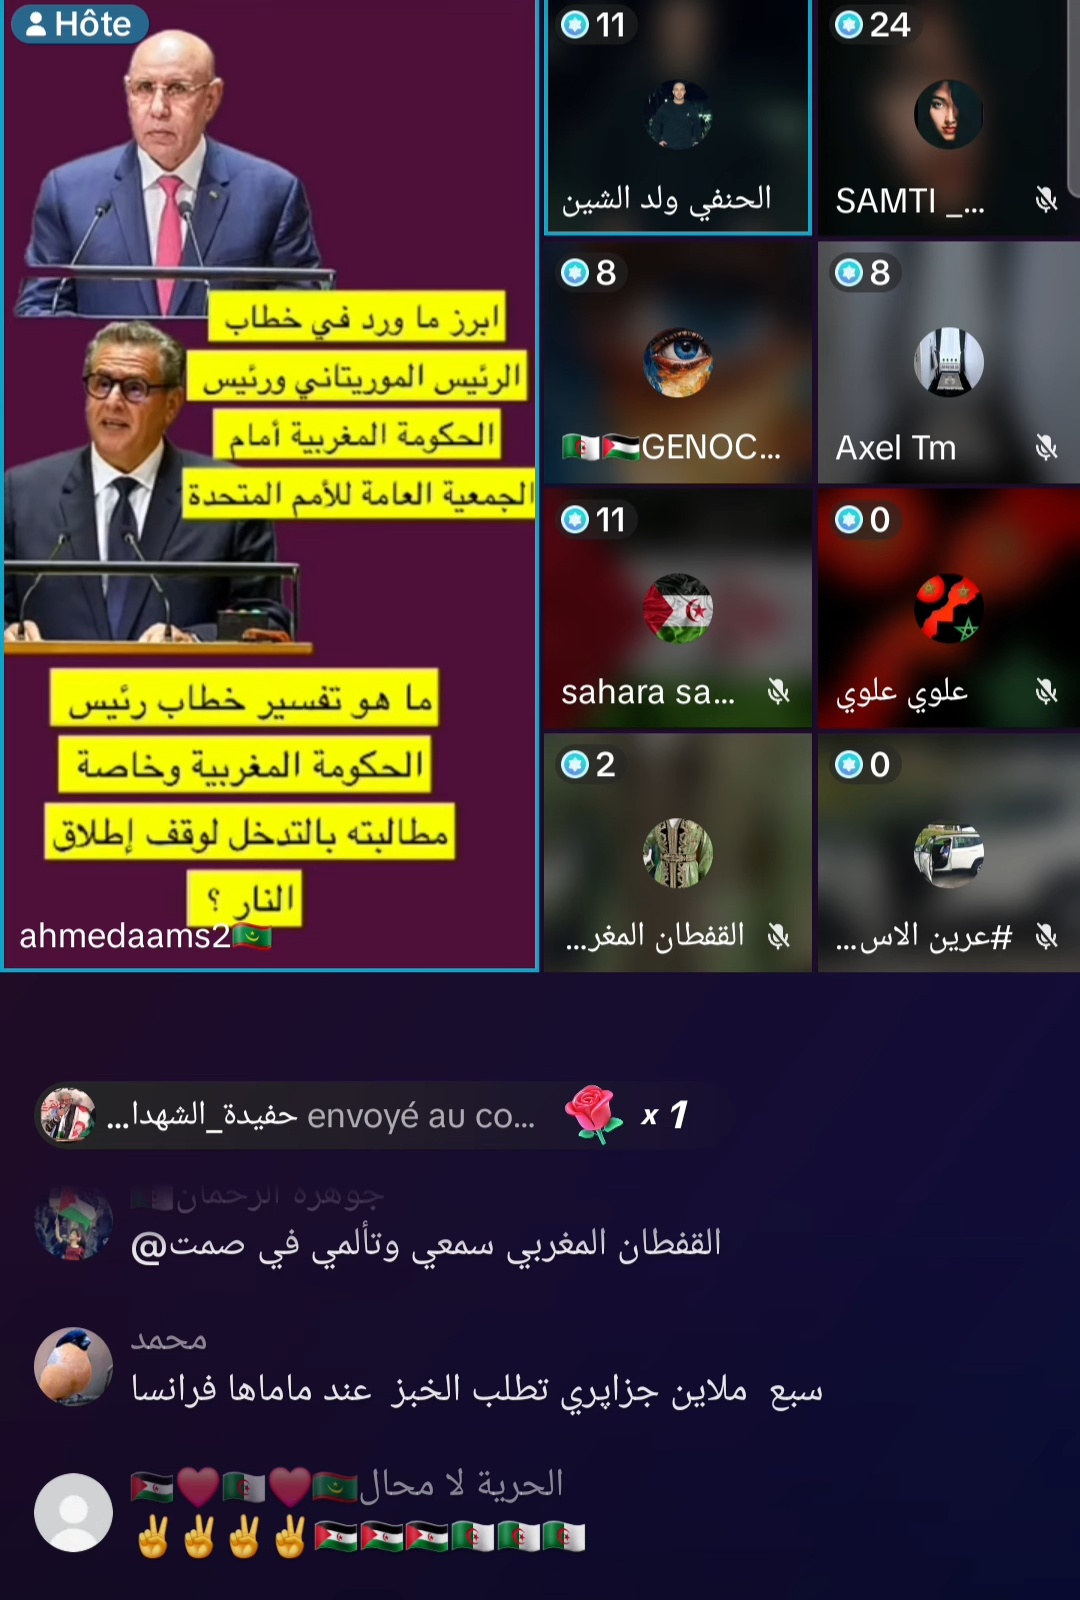 Hôte
ابرز ما ورد في خطاب
الرئيس الموريتاني ورئيس
الحكومة المغربية أمام
الجمعية العامة للأمم المتحدة
ما هو تفسير خطاب رئيس
الحكومة المغربية وخاصة
مطالبته بالتدخل لوقف إطلاق
النار ؟
ahmedaams2🇲🇷
11
الحنفي ولد الشين
24
SAMTI _...
8
🇩🇿🇵🇸GENOC...
8
Axel Tm
11
sahara sa...
0
علوي علوي
2
القفطان المغر...
0
#عرين الاس...
حفيدة_الشهدا... envoyé au co... x 1
جوهرة الرحمان🇩🇿
@القفطان المغربي سمعي وتألمي في صمت
محمد
سبع ملاين جزاپري تطلب الخبز عند ماماها فرانسا
🇪🇭❤️🇩🇿❤️🇲🇷الحرية لا محال
✌️✌️✌️✌️🇪🇭🇪🇭🇪🇭🇩🇿🇩🇿🇩🇿